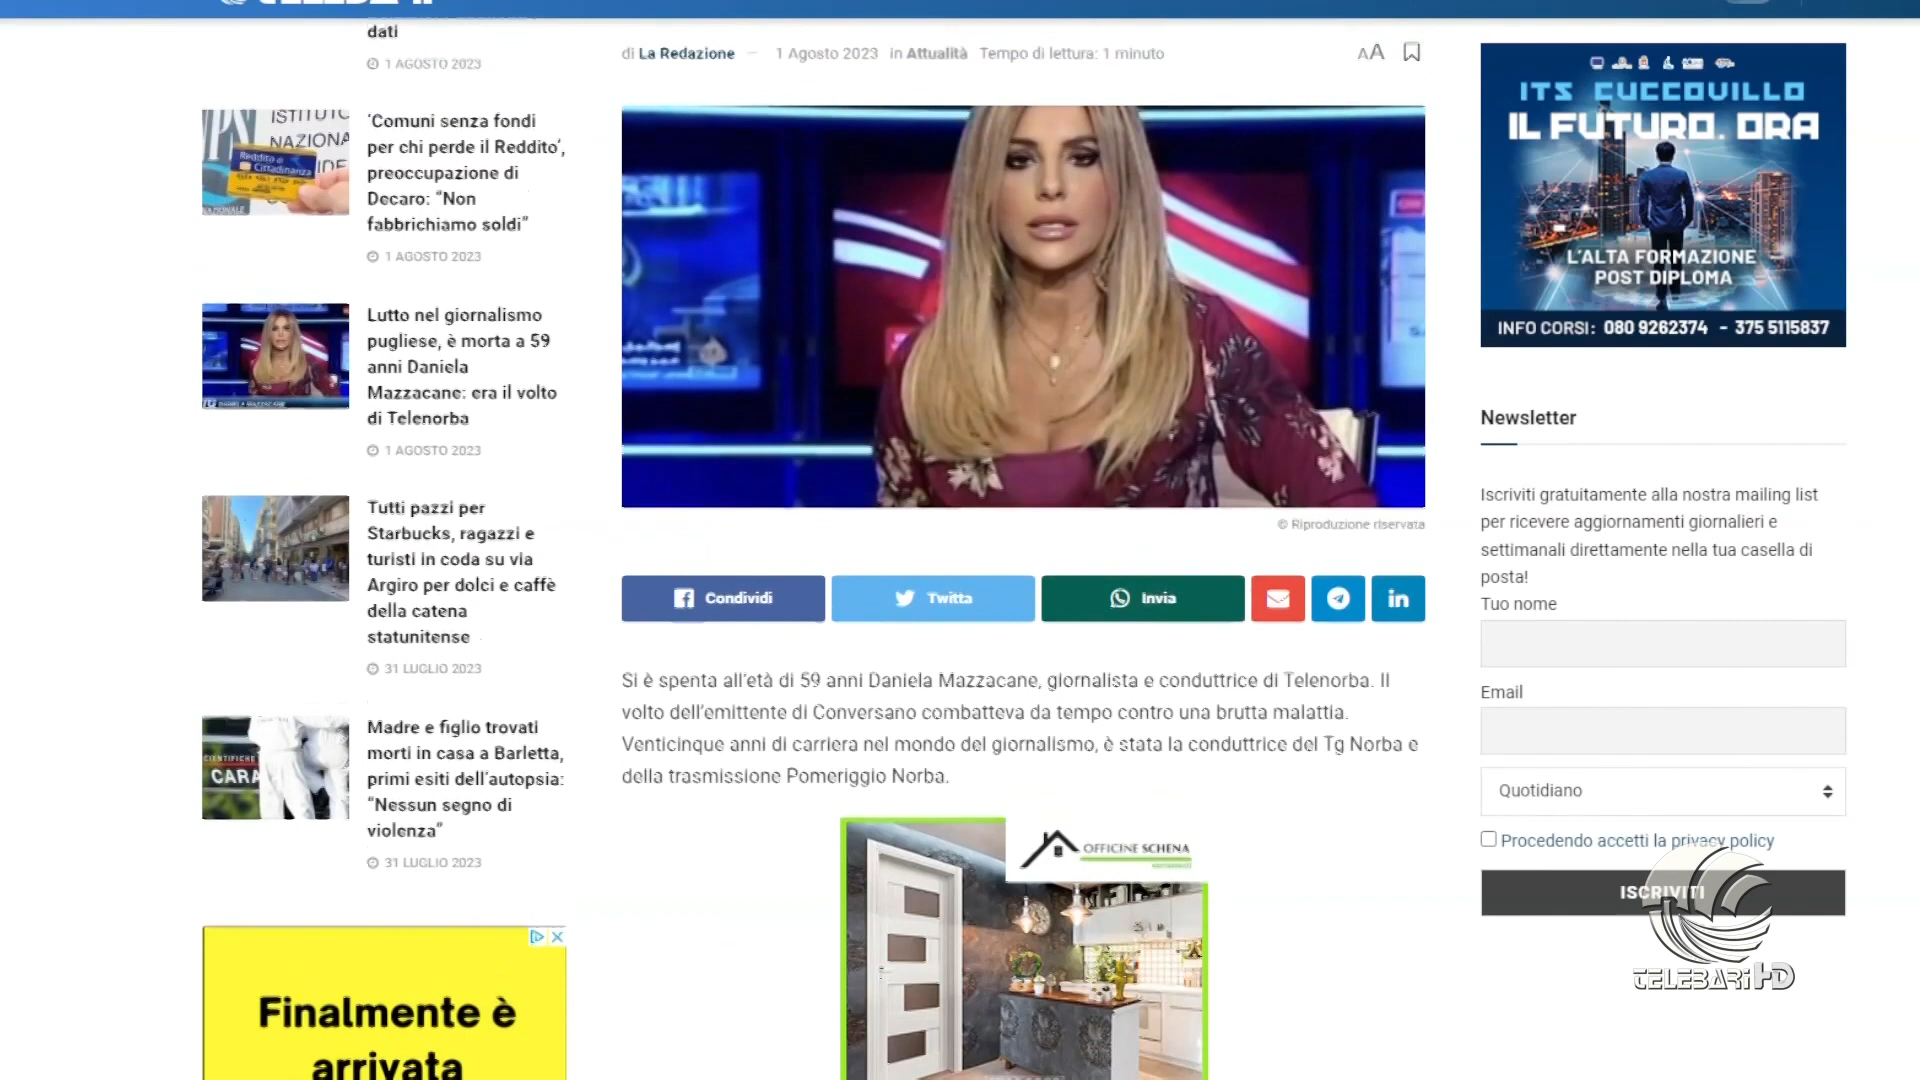 dati
1 AGOSTO 2023
‘Comuni senza fondi
per chi perde il Reddito’,
preoccupazione di
Decaro: “Non
fabbrichiamo soldi”
1 AGOSTO 2023
Lutto nel giornalismo
pugliese, è morta a 59
anni Daniela
Mazzacane: era il volto
di Telenorba
1 AGOSTO 2023
Tutti pazzi per
Starbucks, ragazzi e
turisti in coda su via
Argiro per dolci e caffè
della catena
statunitense
31 LUGLIO 2023
Madre e figlio trovati
morti in casa a Barletta,
primi esiti dell’autopsia:
“Nessun segno di
violenza”
31 LUGLIO 2023
ISTITUTO
NAZIONA
Reddito di
Cittadinanza
CARA
Finalmente è
arrivata
di La Redazione — 1 Agosto 2023 in Attualità Tempo di lettura: 1 minuto
AA
© Riproduzione riservata
Condividi
Twitta
Invia
in
Si è spenta all’età di 59 anni Daniela Mazzacane, giornalista e conduttrice di Telenorba. Il
volto dell’emittente di Conversano combatteva da tempo contro una brutta malattia.
Venticinque anni di carriera nel mondo del giornalismo, è stata la conduttrice del Tg Norba e
della trasmissione Pomeriggio Norba.
OFFICINE SCHENA
ITS CUCCOVILLO
IL FUTURO. ORA
L’ALTA FORMAZIONE
POST DIPLOMA
INFO CORSI: 080 9262374 - 375 5115837
Newsletter
Iscriviti gratuitamente alla nostra mailing list
per ricevere aggiornamenti giornalieri e
settimanali direttamente nella tua casella di
posta!
Tuo nome
Email
Quotidiano
Procedendo accetti la privacy policy
ISCRIVITI
TELEBARI HD